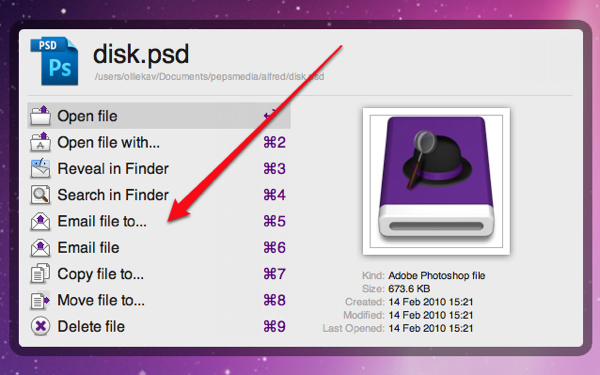 PSD
Ps
disk.psd
/users/olliekav/Documents/pepsmedia/alfred/disk.psd
Open file ↩
Open file with... ⌘2
Reveal in Finder ⌘3
Search in Finder ⌘4
Email file to... ⌘5
Email file ⌘6
Copy file to... ⌘7
Move file to... ⌘8
Delete file ⌘9
Kind: Adobe Photoshop file
Size: 673.6 KB
Created: 14 Feb 2010 15:21
Modified: 14 Feb 2010 15:21
Last Opened: 14 Feb 2010 15:21